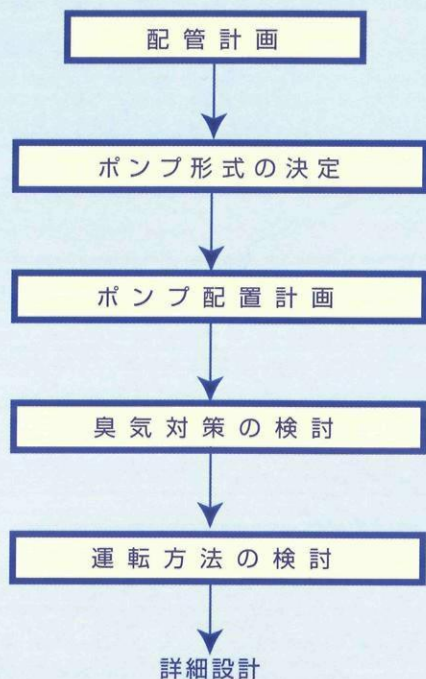 配管計画
ポンプ形式の決定
ポンプ配置計画
臭気対策の検討
運転方法の検討
詳細設計